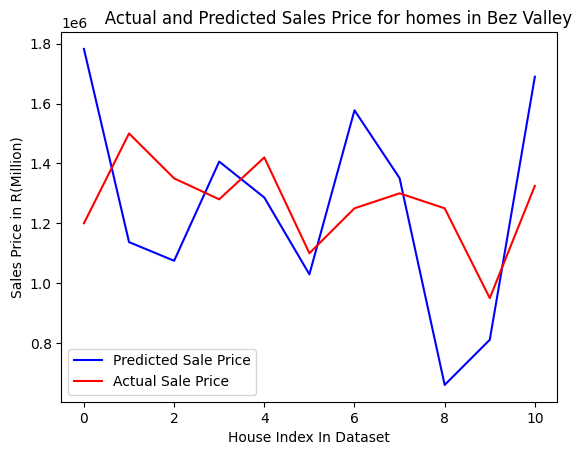 Actual and Predicted Sales Price for homes in Bez Valley
1e6
1.8
1.6
1.4
1.2
1.0
0.8
Sales Price in R(Million)
Predicted Sale Price
Actual Sale Price
0 2 4 6 8 10
House Index In Dataset